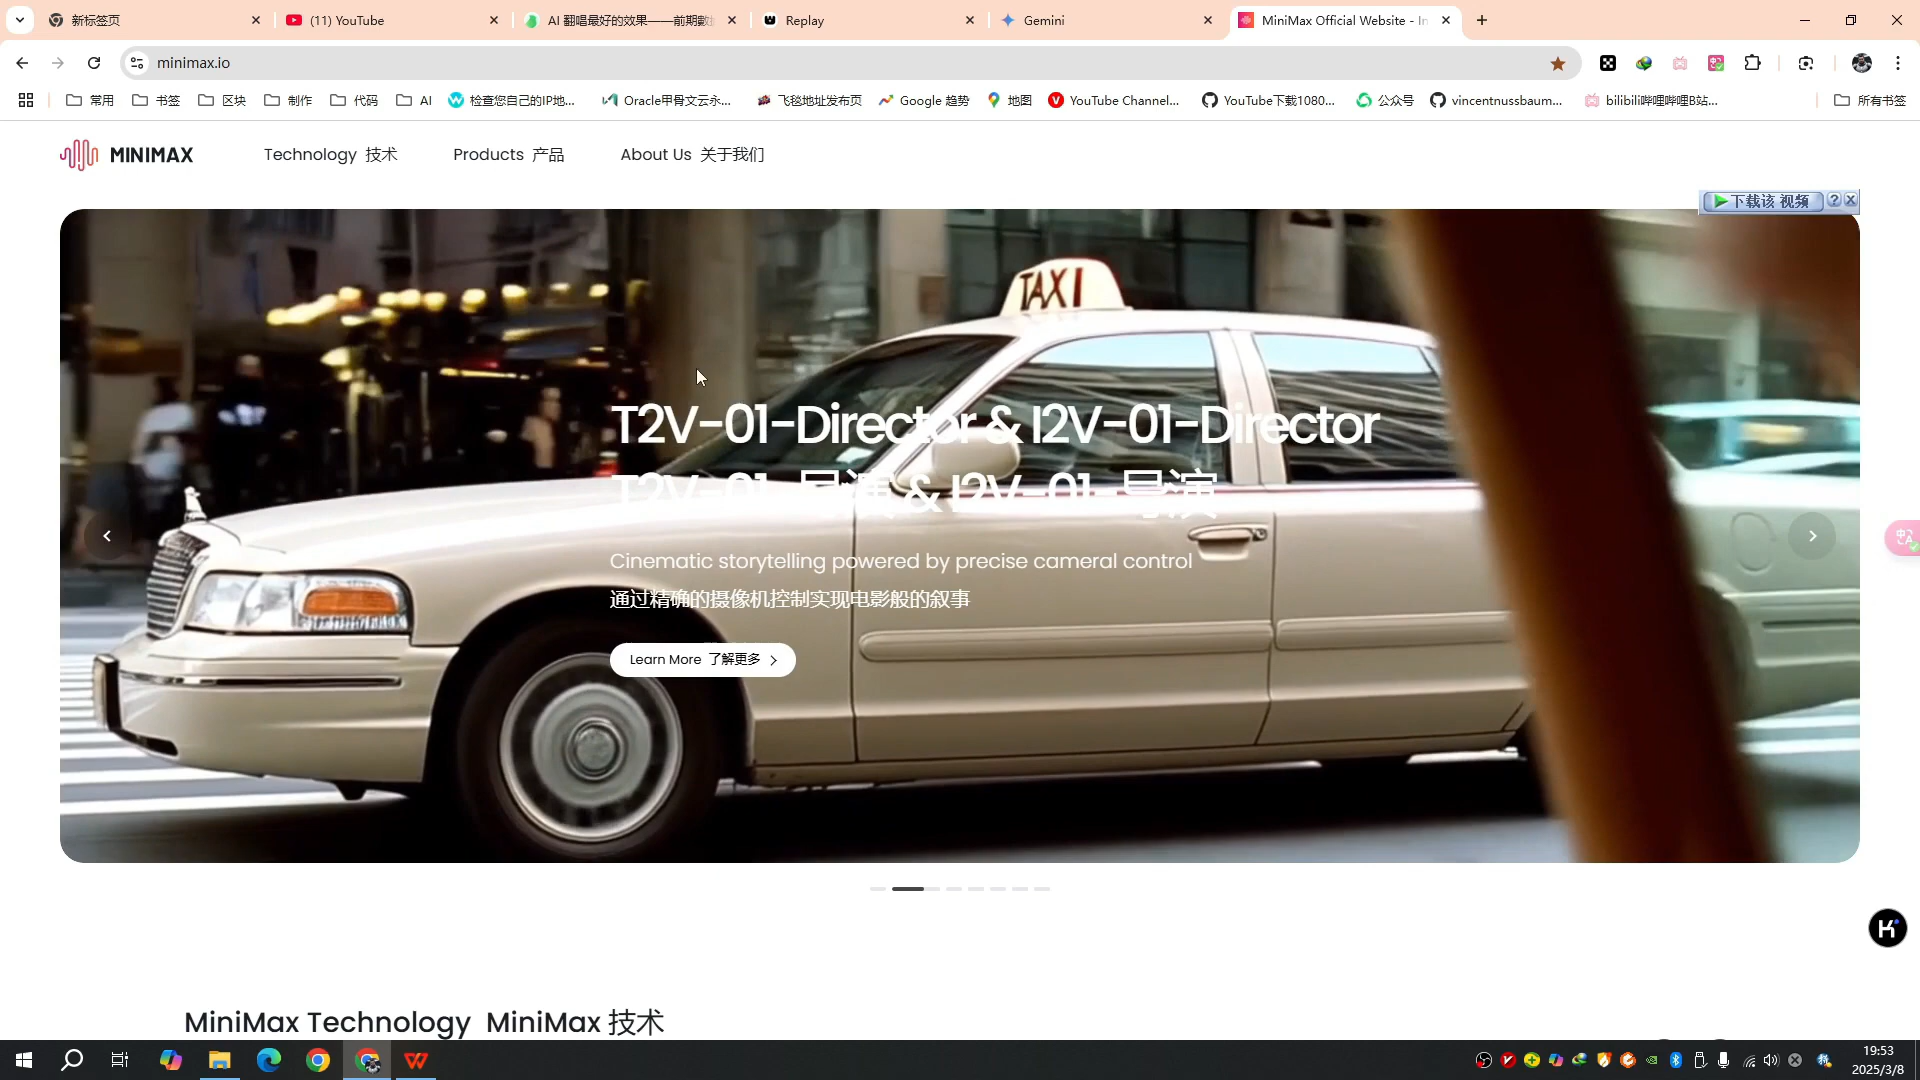 新标签页
(11) YouTube
AI 翻唱最好的效果——前期數
Replay
Gemini
MiniMax Official Website - In
minimax.io
常用
书签
区块
制作
代码
AI
检查您自己的IP地...
Oracle甲骨文云永...
飞毯地址发布页
Google 趋势
地图
YouTube Channel...
YouTube下载1080...
公众号
vincentnussbaum...
bilibili哔哩哔哩B站...
所有书签
MINIMAX
Technology 技术
Products 产品
About Us 关于我们
下载该 视频
TAXI
T2V-01-Director & I2V-01-Director
T2V-01-导演 & I2V-01-导演
Cinematic storytelling powered by precise cameral control
通过精确的摄像机控制实现电影般的叙事
Learn More 了解更多
MiniMax Technology MiniMax 技术
19:53
2025/3/8